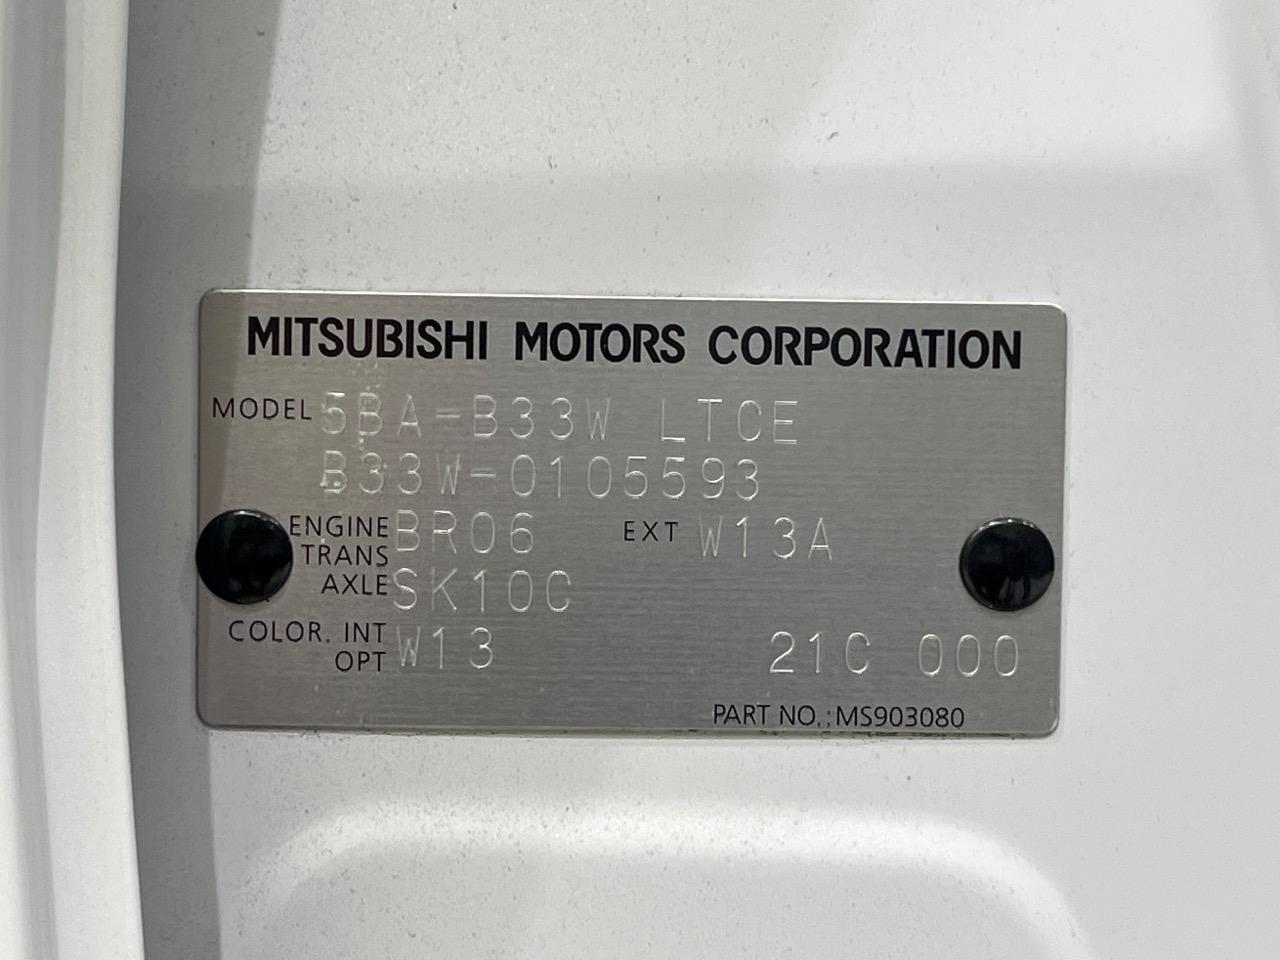 MITSUBISHI MOTORS CORPORATION
MODEL 5BA-B33W LTCE
B33W-0105593
ENGINE BR06 EXT W13A
TRANS
AXLE SK10C
COLOR. INT
OPT W13 21C 000
PART NO.;MS903080